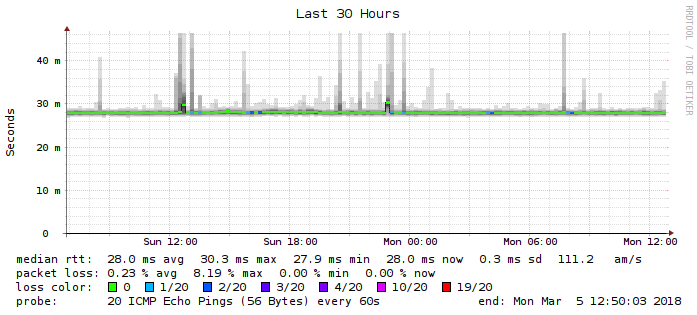 Last 30 Hours
RRDTOOL / TOBI OETIKER
Seconds
40 m
30 m
20 m
10 m
0
Sun 12:00 Sun 18:00 Mon 00:00 Mon 06:00 Mon 12:00
median rtt: 28.0 ms avg 30.3 ms max 27.9 ms min 28.0 ms now 0.3 ms sd 111.2 am/s
packet loss: 0.23 % avg 8.19 % max 0.00 % min 0.00 % now
loss color: 0 1/20 2/20 3/20 4/20 10/20 19/20
probe: 20 ICMP Echo Pings (56 Bytes) every 60s end: Mon Mar 5 12:50:03 2018